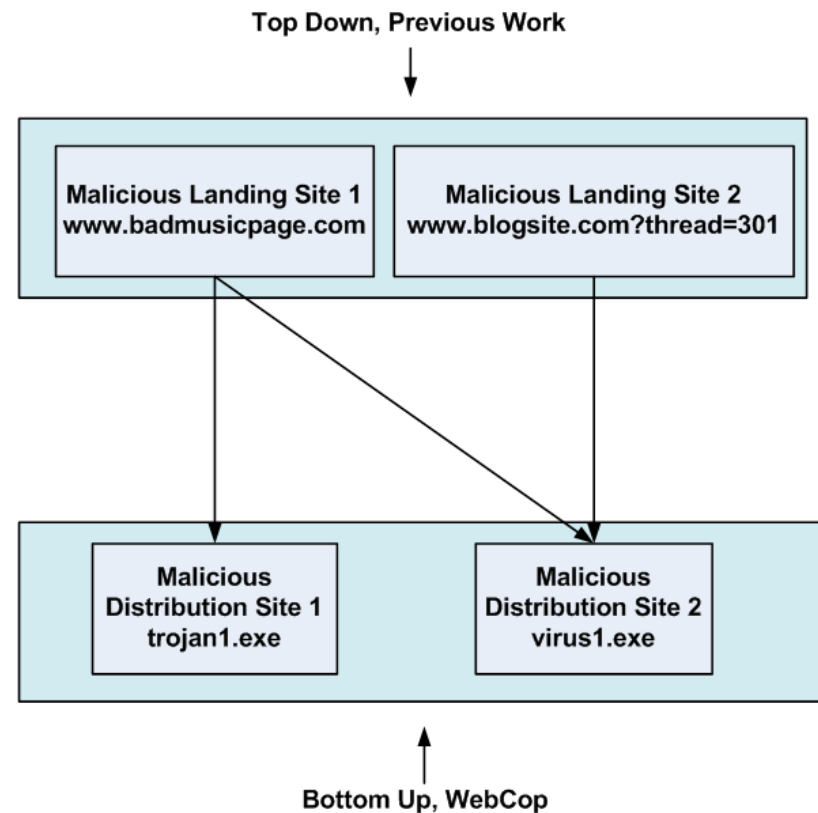 Top Down, Previous Work
Malicious Landing Site 1
www.badmusicpage.com
Malicious Landing Site 2
www.blogsite.com?thread=301
Malicious
Distribution Site 1
trojan1.exe
Malicious
Distribution Site 2
virus1.exe
Bottom Up, WebCop